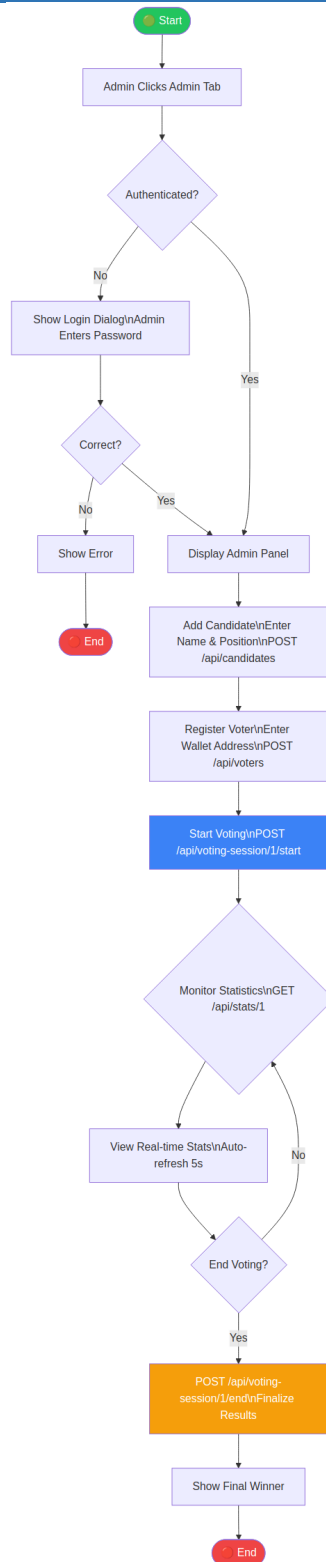 🟢 Start
Admin Clicks Admin Tab
Authenticated?
No
Show Login Dialog\nAdmin
Enters Password
Yes
Correct?
Yes
No
Show Error
Display Admin Panel
Add Candidate\nEnter
Name & Position\nPOST
/api/candidates
🔴 End
Register Voter\nEnter
Wallet Address\nPOST
/api/voters
Start Voting\nPOST
/api/voting-session/1/start
Monitor Statistics\nGET
/api/stats/1
View Real-time Stats\nAuto-
refresh 5s
No
End Voting?
Yes
POST /api/voting-
session/1/end\nFinalize
Results
Show Final Winner
🔴 End